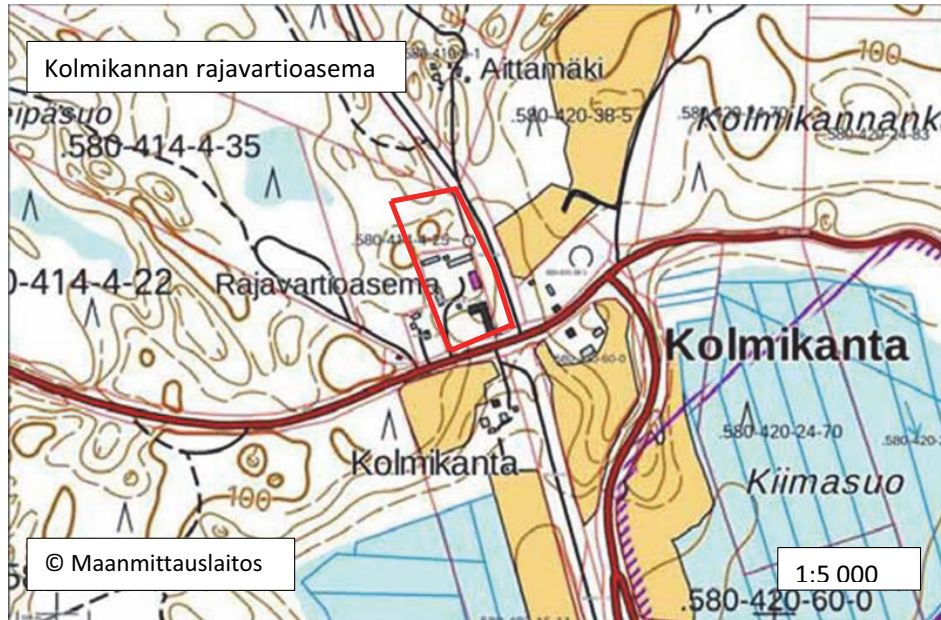 Kolmikannan rajavartioasema
Aittamäki
.580-420-38-5
Kolmikannank
100
.580-414-4-35
Rajavartioasema
0-414-4-22
Kolmikanta
.580-420-24-70
Kolmikanta
Kiimasuo
100
© Maanmittauslaitos
1:5 000
.580-420-60-0